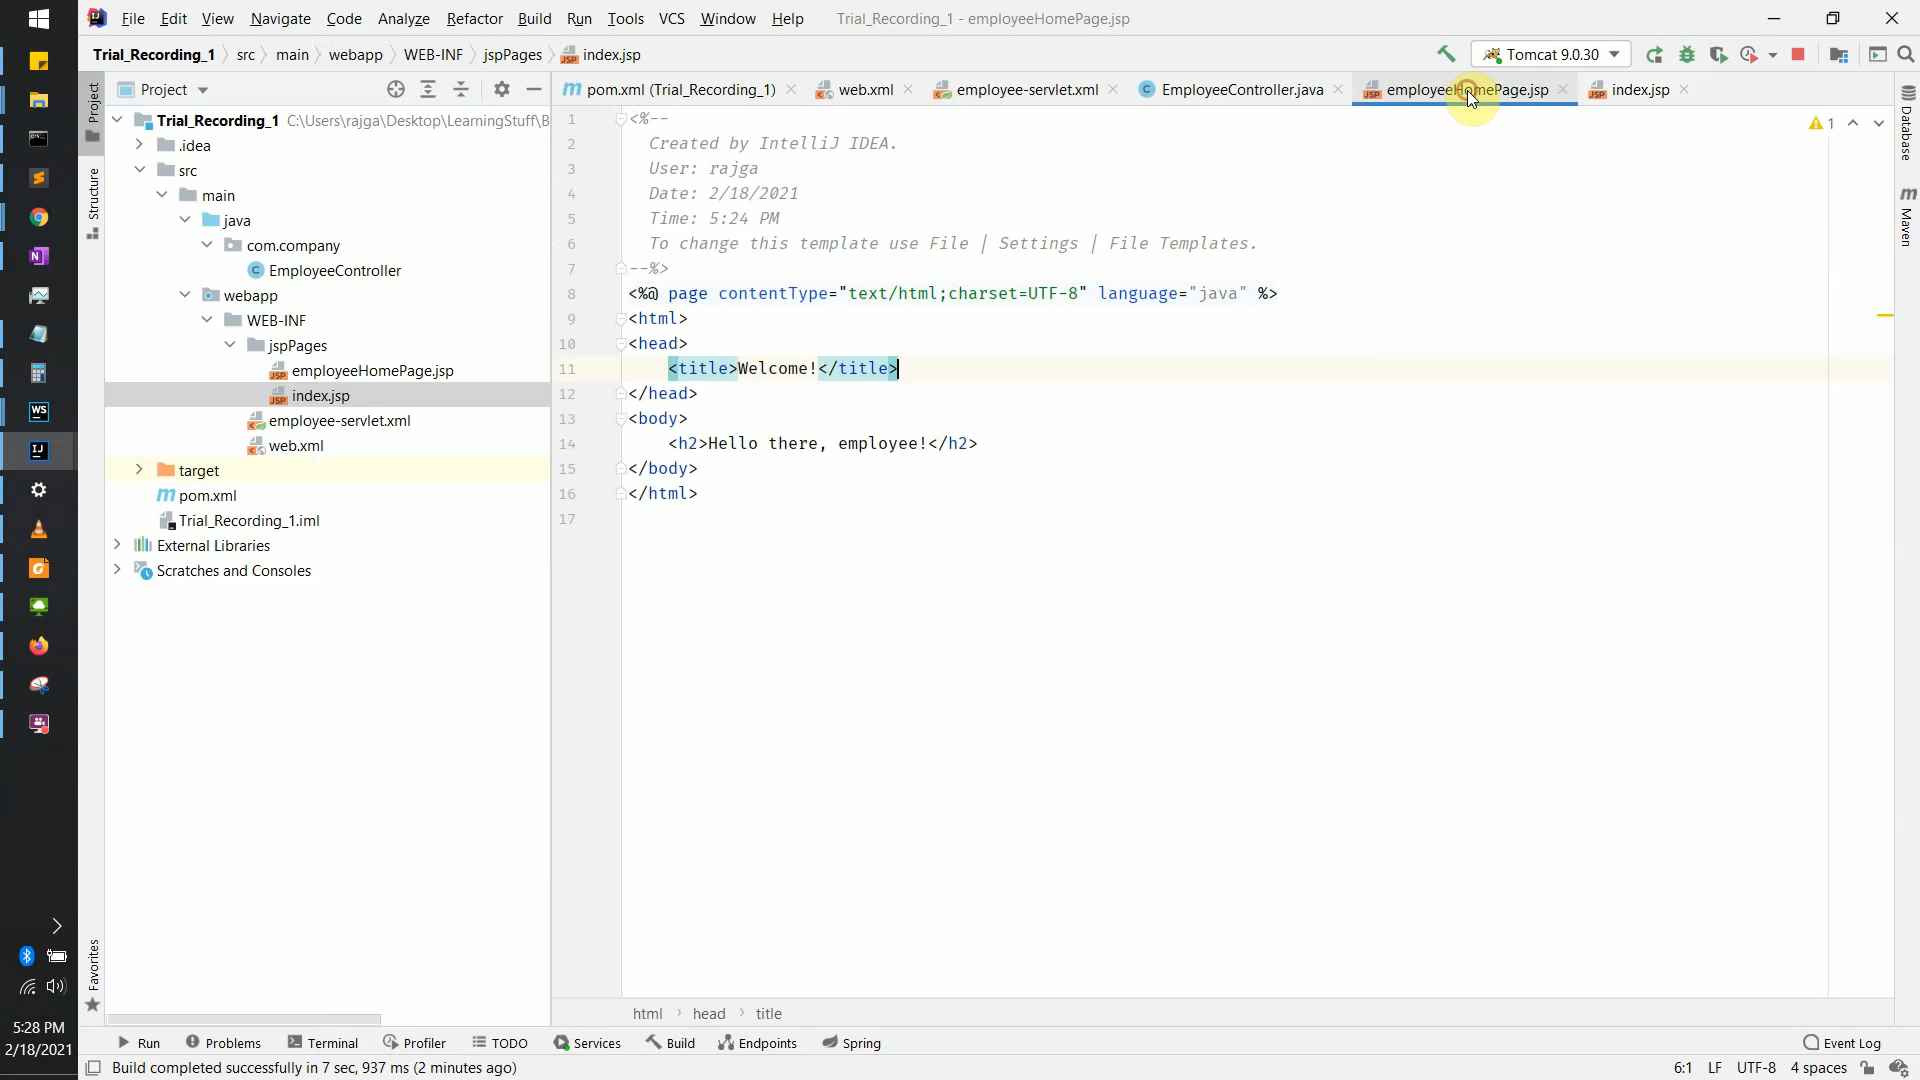 File Edit View Navigate Code Analyze Refactor Build Run Tools VCS Window Help Trial_Recording_1 - employeeHomePage.jsp
Trial_Recording_1 src main webapp WEB-INF jspPages index.jsp Tomcat 9.0.30
Project pom.xml (Trial_Recording_1) web.xml employee-servlet.xml EmployeeController.java employeeHomePage.jsp index.jsp
Trial_Recording_1 C:\Users\rajga\Desktop\LearningStuff\B
.idea
src
main
java
com.company
EmployeeController
webapp
WEB-INF
jspPages
employeeHomePage.jsp
index.jsp
employee-servlet.xml
web.xml
target
pom.xml
Trial_Recording_1.iml
External Libraries
Scratches and Consoles
1 <%--
2 Created by IntelliJ IDEA.
3 User: rajga
4 Date: 2/18/2021
5 Time: 5:24 PM
6 To change this template use File | Settings | File Templates.
7 --%>
8 <%@ page contentType="text/html;charset=UTF-8" language="java" %>
9 <html>
10 <head>
11 <title>Welcome!</title>
12 </head>
13 <body>
14 <h2>Hello there, employee!</h2>
15 </body>
16 </html>
17
1
Project
Structure
Favorites
Database
Maven
html head title
Run Problems Terminal Profiler TODO Services Build Endpoints Spring Event Log
Build completed successfully in 7 sec, 937 ms (2 minutes ago) 6:1 LF UTF-8 4 spaces
5:28 PM
2/18/2021